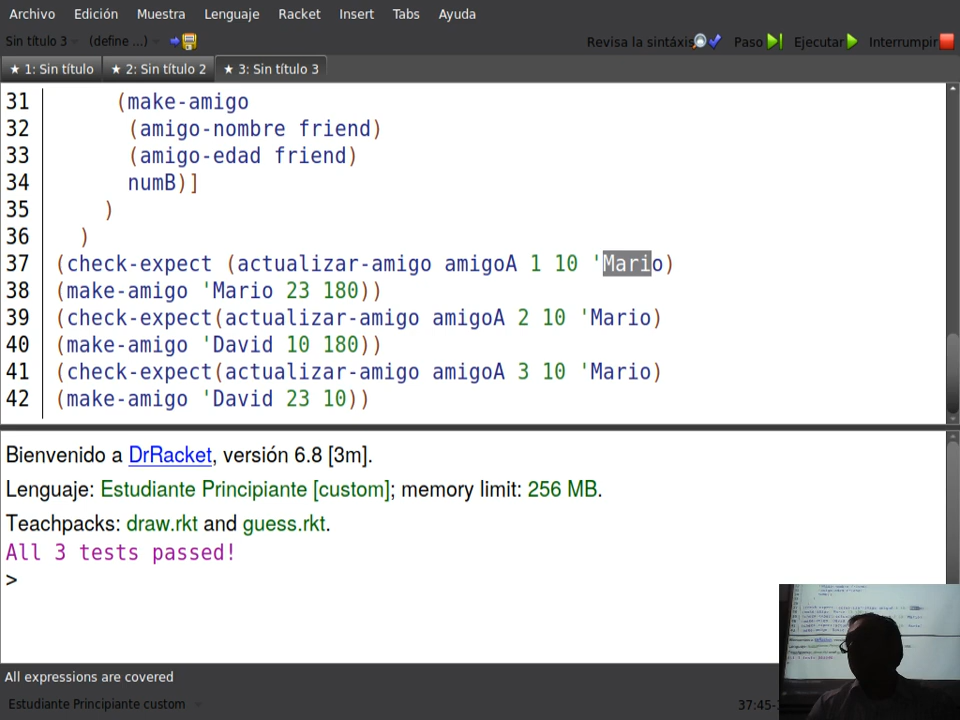 Archivo Edición Muestra Lenguaje Racket Insert Tabs Ayuda
Sin título 3 (define ...) Revisa la sintáxis Paso Ejecutar Interrumpir
★ 1: Sin título ★ 2: Sin título 2 ★ 3: Sin título 3
31 (make-amigo
32 (amigo-nombre friend)
33 (amigo-edad friend)
34 numB)]
35 )
36 )
37 (check-expect (actualizar-amigo amigoA 1 10 'Mario)
38 (make-amigo 'Mario 23 180))
39 (check-expect(actualizar-amigo amigoA 2 10 'Mario)
40 (make-amigo 'David 10 180))
41 (check-expect(actualizar-amigo amigoA 3 10 'Mario)
42 (make-amigo 'David 23 10))
Bienvenido a DrRacket, versión 6.8 [3m].
Lenguaje: Estudiante Principiante [custom]; memory limit: 256 MB.
Teachpacks: draw.rkt and guess.rkt.
All 3 tests passed!
>
All expressions are covered
Estudiante Principiante custom 37:45-